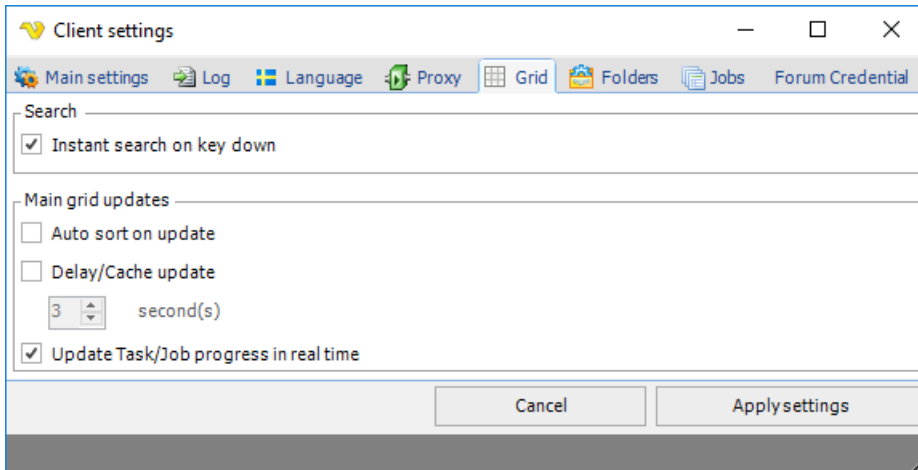 Client settings
Main settings Log Language Proxy Grid Folders Jobs Forum Credential
Search
Instant search on key down
Main grid updates
Auto sort on update
Delay/Cache update
3 second(s)
Update Task/Job progress in real time
Cancel Apply settings